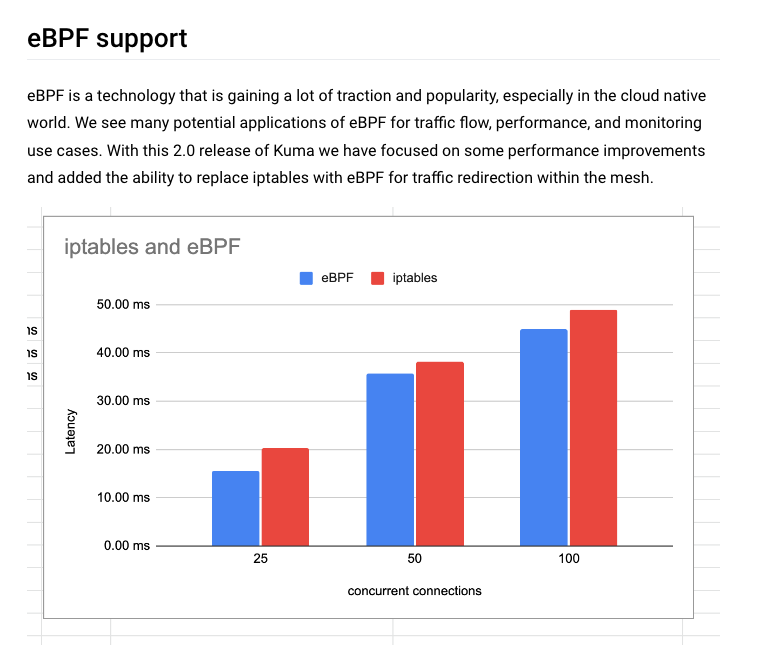 eBPF support
eBPF is a technology that is gaining a lot of traction and popularity, especially in the cloud native
world. We see many potential applications of eBPF for traffic flow, performance, and monitoring
use cases. With this 2.0 release of Kuma we have focused on some performance improvements
and added the ability to replace iptables with eBPF for traffic redirection within the mesh.
iptables and eBPF
eBPF iptables
50.00 ms
40.00 ms
30.00 ms
20.00 ms
10.00 ms
0.00 ms
Latency
25 50 100
concurrent connections